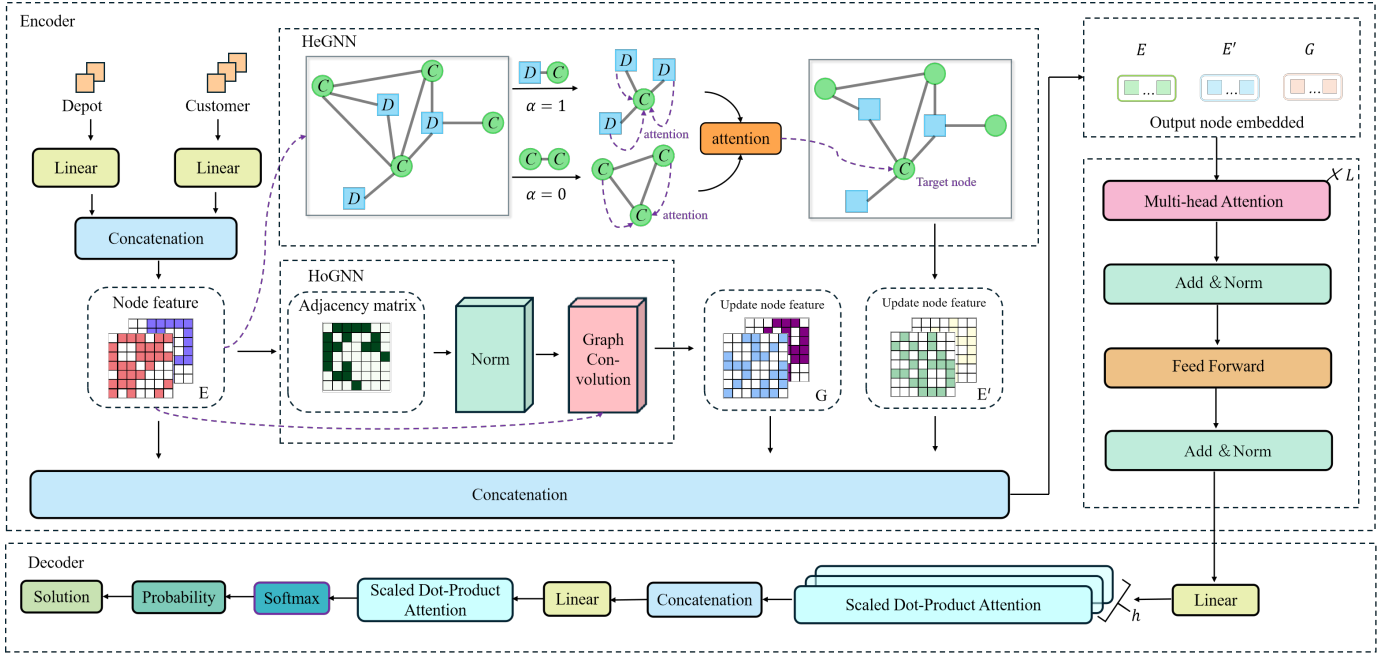 Encoder
Depot
Customer
Linear
Linear
Concatenation
Node feature
E
HeGNN
C
C
D
D
C
C
D
D C
α = 1
C C
α = 0
D
D
C
D
attention
C
C
C
attention
attention
C
Target node
HoGNN
Adjacency matrix
Norm
Graph
Con-
volution
Update node feature
G
Update node feature
E′
Concatenation
E
E′
G
...
...
...
Output node embedded
× L
Multi-head Attention
Add & Norm
Feed Forward
Add & Norm
Decoder
Solution
Probability
Softmax
Scaled Dot-Product
Attention
Linear
Concatenation
Scaled Dot-Product Attention
h
Linear